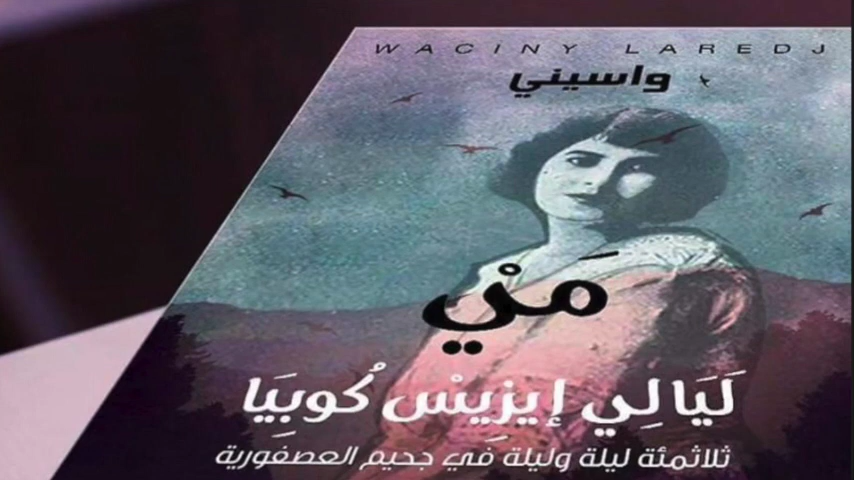 WACINY LAREDJ
واسيني
مَيْ
لَيَالِي إيزِيسْ كُوبِيَا
ثلاثمئة ليلة وليلة في جحيم العصفورية